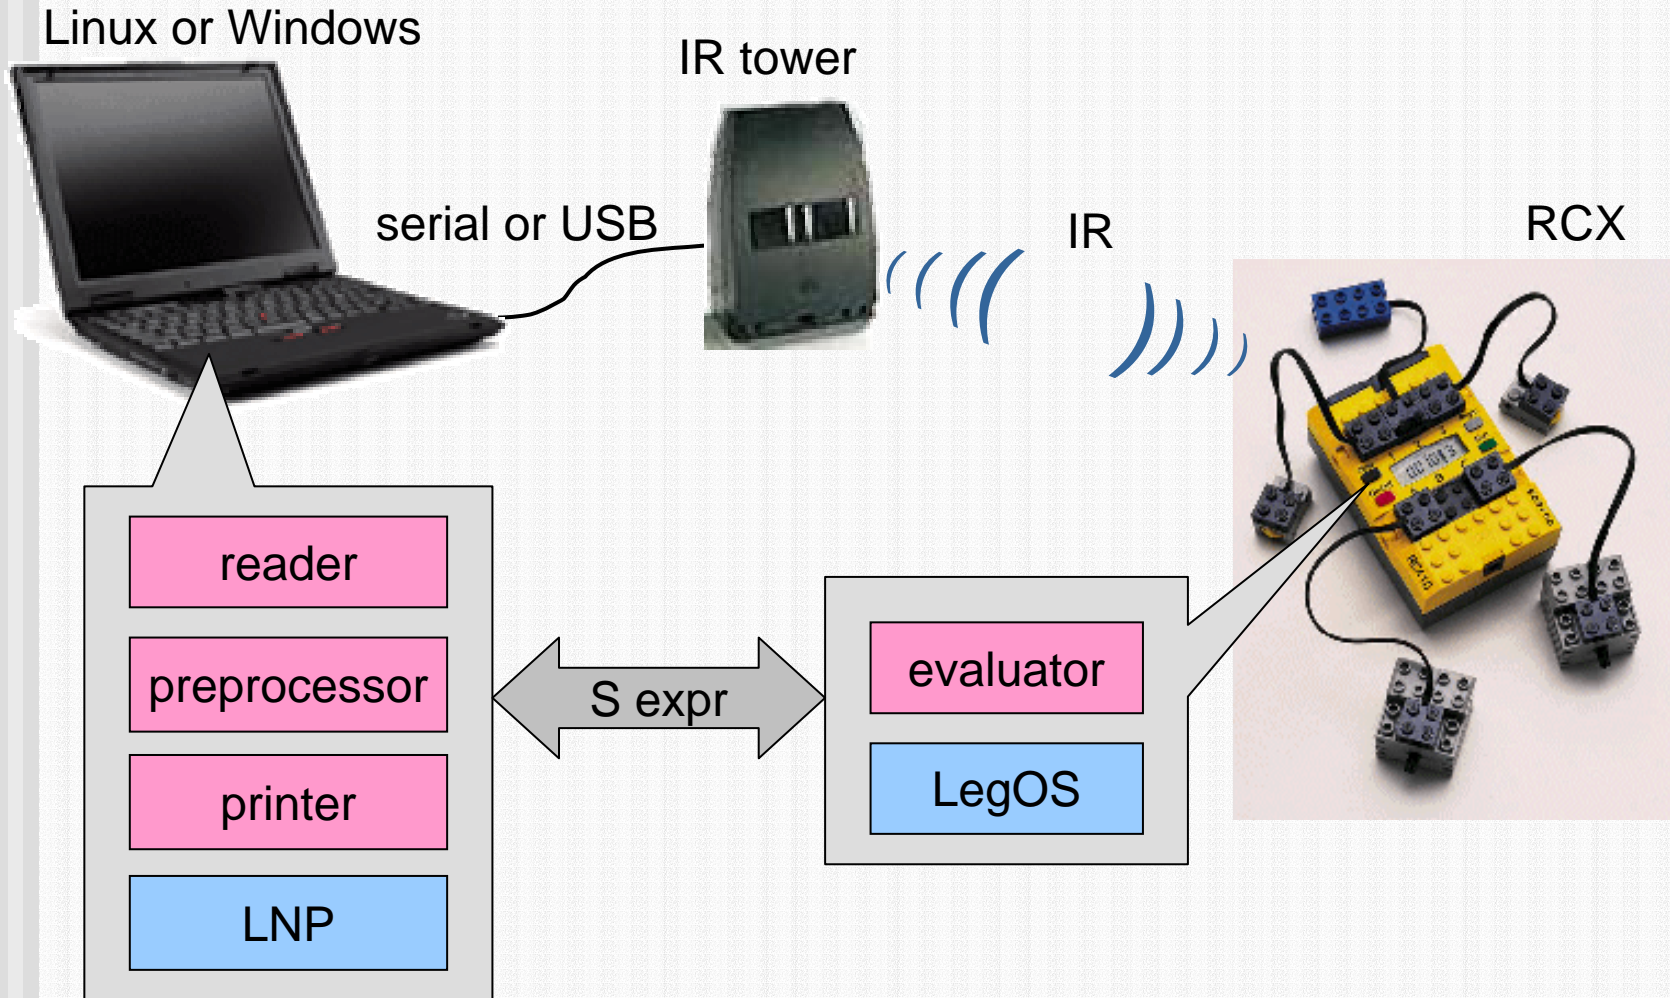 Linux or Windows
IR tower
serial or USB
IR
RCX
reader
preprocessor
printer
LNP
S expr
evaluator
LegOS